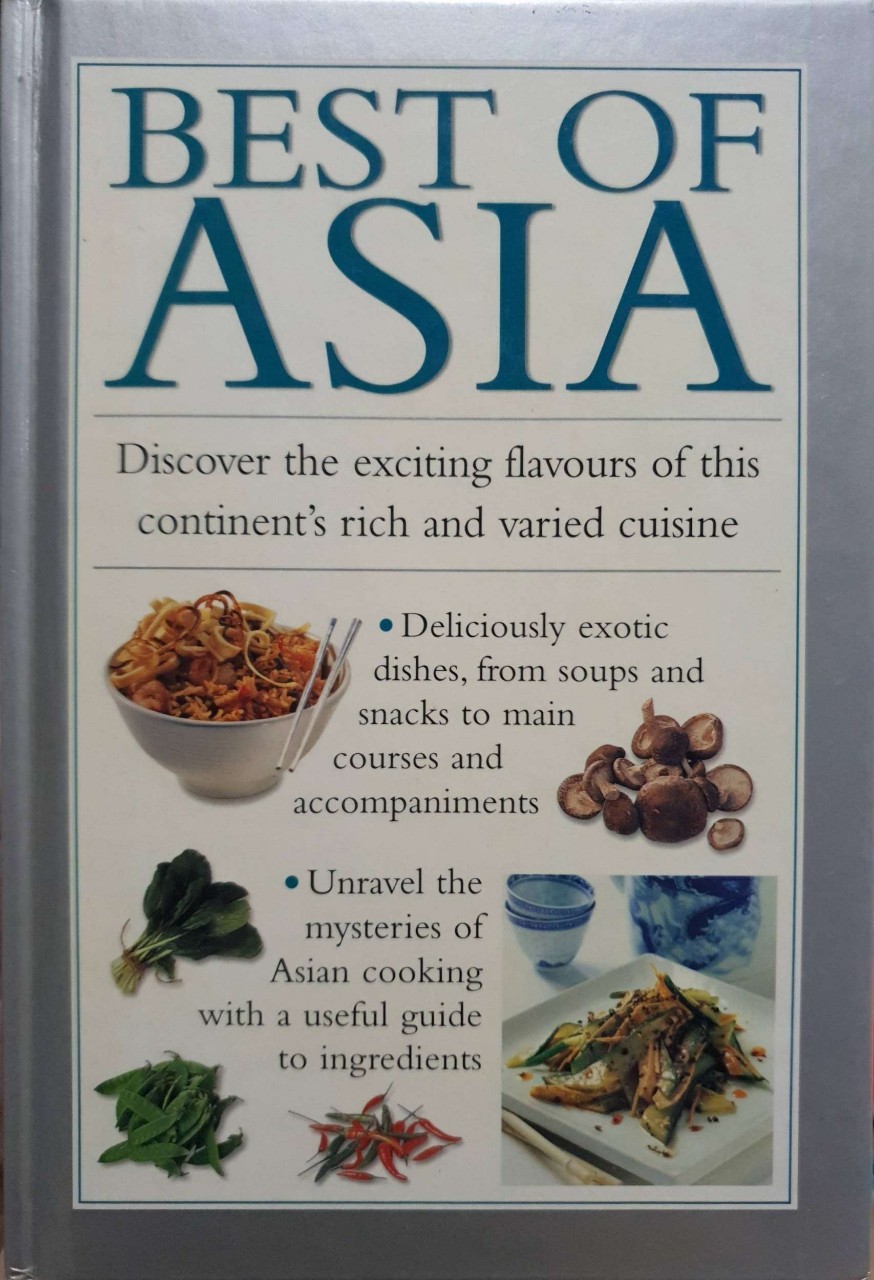 BEST OF
ASIA
Discover the exciting flavours of this
continent's rich and varied cuisine
• Deliciously exotic
dishes, from soups and
snacks to main
courses and
accompaniments
• Unravel the
mysteries of
Asian cooking
with a useful guide
to ingredients